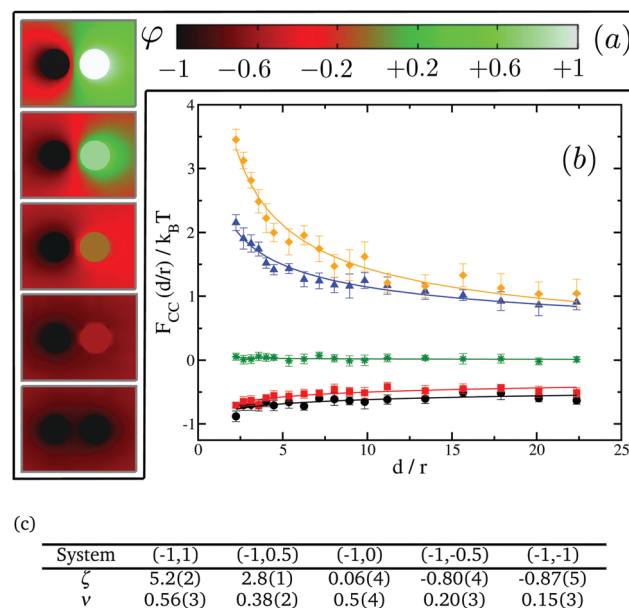 φ
(a)
−1 −0.6 −0.2 +0.2 +0.6 +1
F_CC(d/r) / k_BT
4
3
2
1
0
-1
(b)
0 5 10 15 20 25
d / r
(c)
System (-1,1) (-1,0.5) (-1,0) (-1,-0.5) (-1,-1)
ζ 5.2(2) 2.8(1) 0.06(4) -0.80(4) -0.87(5)
ν 0.56(3) 0.38(2) 0.5(4) 0.20(3) 0.15(3)